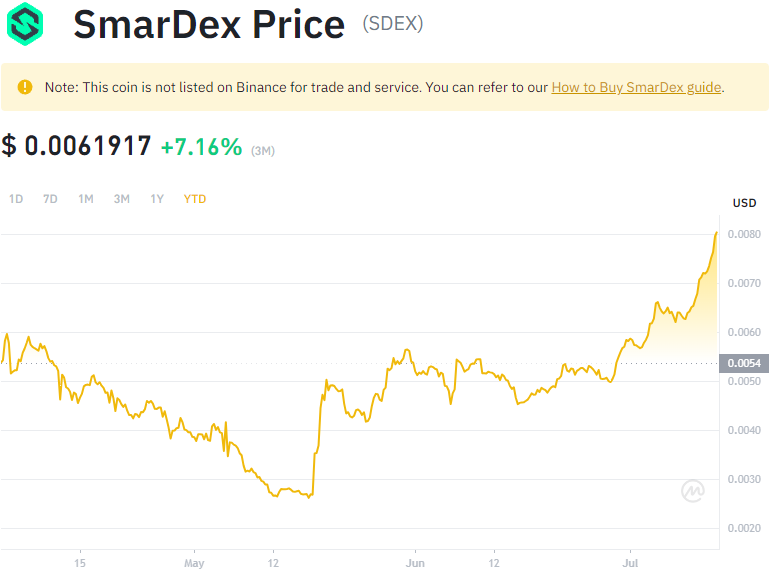 SmarDex Price (SDEX)
Note: This coin is not listed on Binance for trade and service. You can refer to our How to Buy SmarDex guide.
$ 0.0061917 +7.16% (3M)
1D 7D 1M 3M 1Y YTD
USD
0.0080
0.0070
0.0060
0.0054
0.0050
0.0040
0.0030
0.0020
15 May 12 Jun 12 Jul